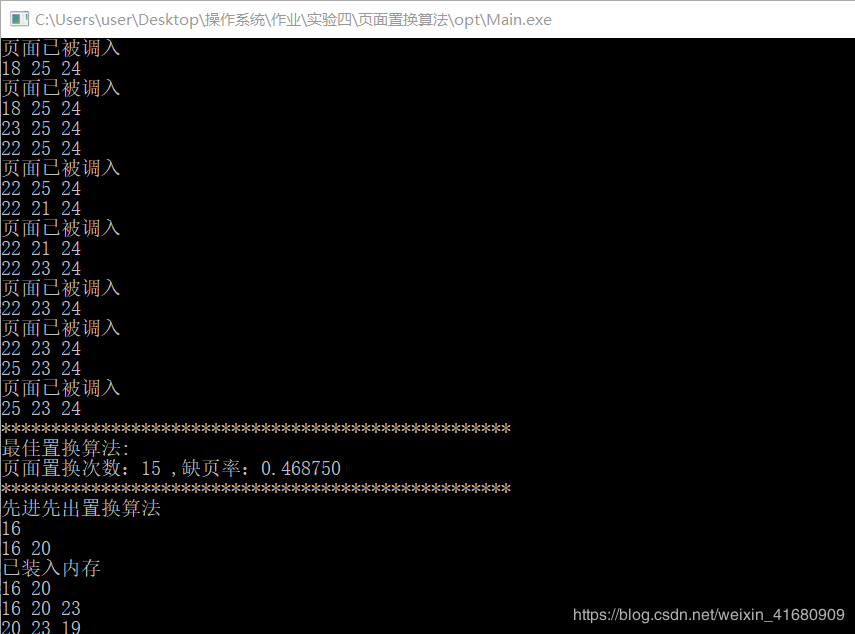 C:\Users\user\Desktop\操作系统\作业\实验四\页面置换算法\opt\Main.exe
页面已被调入
18 25 24
页面已被调入
18 25 24
23 25 24
22 25 24
页面已被调入
22 25 24
22 21 24
页面已被调入
22 21 24
22 23 24
页面已被调入
22 23 24
页面已被调入
22 23 24
25 23 24
页面已被调入
25 23 24
***************************************************
最佳置换算法:
页面置换次数: 15 ,缺页率: 0.468750
***************************************************
先进先出置换算法
16
16 20
已装入内存
16 20
16 20 23
20 23 19
https://blog.csdn.net/weixin_41680909